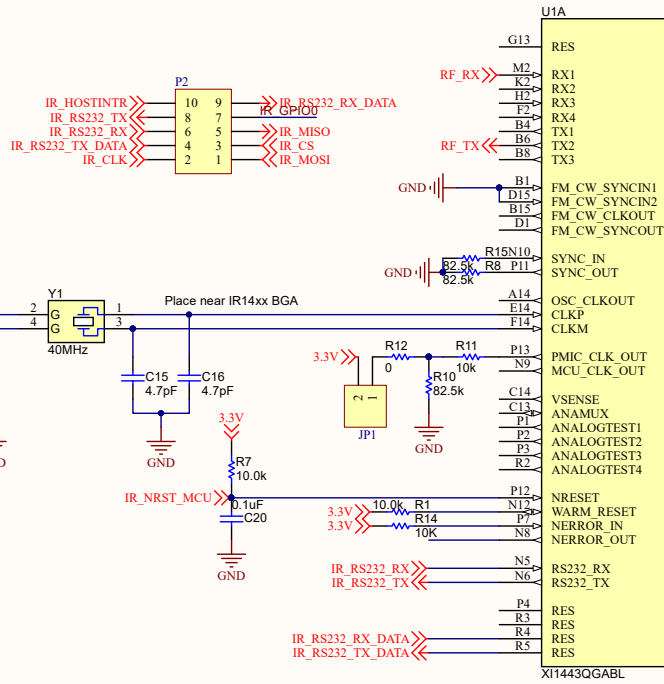 U1A
G13 RES
RF_RX M2 RX1
K2 RX2
H2 RX3
F2 RX4
B4 TX1
RF_TX B6 TX2
B8 TX3
P2
IR_HOSTINTR 10 9 IR_RS232_RX_DATA
IR_RS232_TX 8 7 IR_GPIO0
IR_RS232_RX 6 5 IR_MISO
IR_RS232_TX_DATA 4 3 IR_CS
IR_CLK 2 1 IR_MOSI
GND B1 FM_CW_SYNCIN1
D15 FM_CW_SYNCIN2
B15 FM_CW_CLKOUT
D1 FM_CW_SYNCOUT
R15 N10 SYNC_IN
82.5k
GND R8 P11 SYNC_OUT
82.5k
Y1
Place near IR14xx BGA
A14 OSC_CLKOUT
2 G 1 E14 CLKP
4 G 3 F14 CLKM
40MHz
C15 C16
4.7pF 4.7pF
GND
D
3.3V R12 R11 P13 PMIC_CLK_OUT
0 10k
N9 MCU_CLK_OUT
R10
82.5k
2 1
JP1
GND
C14 VSENSE
C13 ANAMUX
P1 ANALOGTEST1
P2 ANALOGTEST2
P3 ANALOGTEST3
R2 ANALOGTEST4
3.3V
R7
10.0k
IR_NRST_MCU P12 NRESET
0.1uF
C20
GND
3.3V 10.0k R1 N12 WARM_RESET
3.3V R14 P7 NERROR_IN
10K N8 NERROR_OUT
IR_RS232_RX N5 RS232_RX
IR_RS232_TX N6 RS232_TX
P4 RES
R3 RES
IR_RS232_RX_DATA R4 RES
IR_RS232_TX_DATA R5 RES
XI1443QGABL